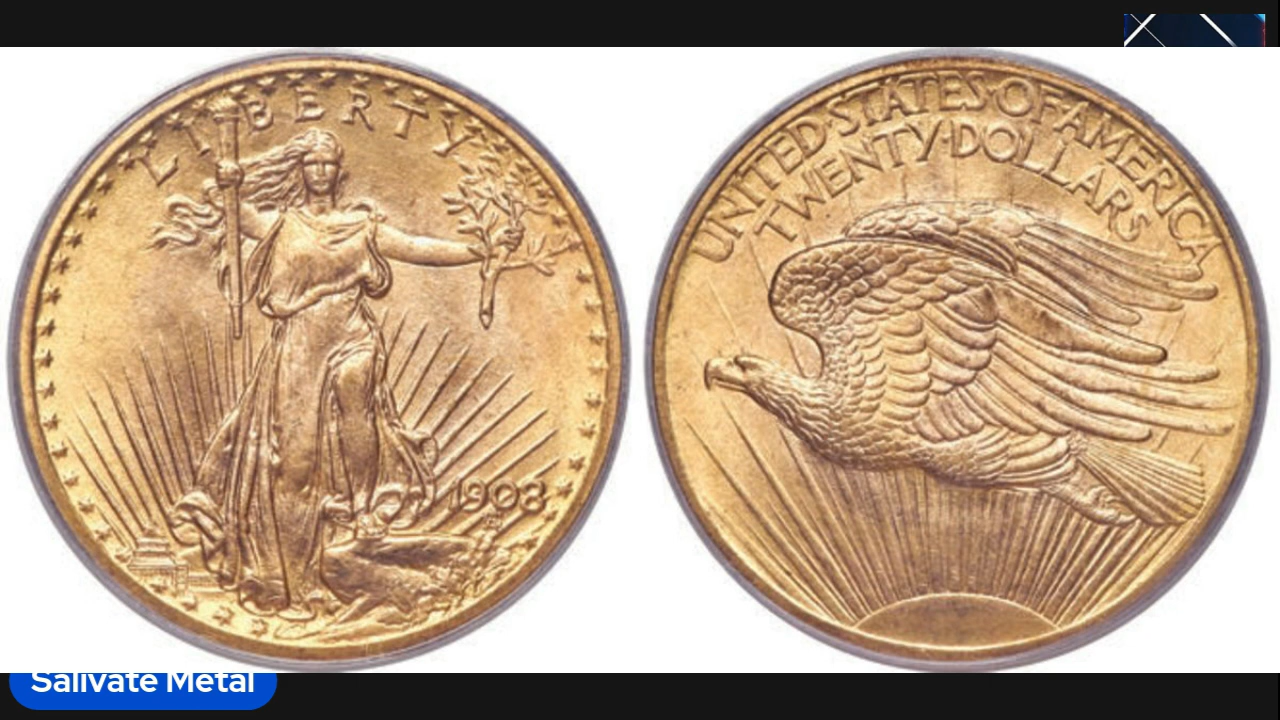 LIBERTY
1908
UNITED·STATES·OF·AMERICA
TWENTY·DOLLARS
Salivate Metal